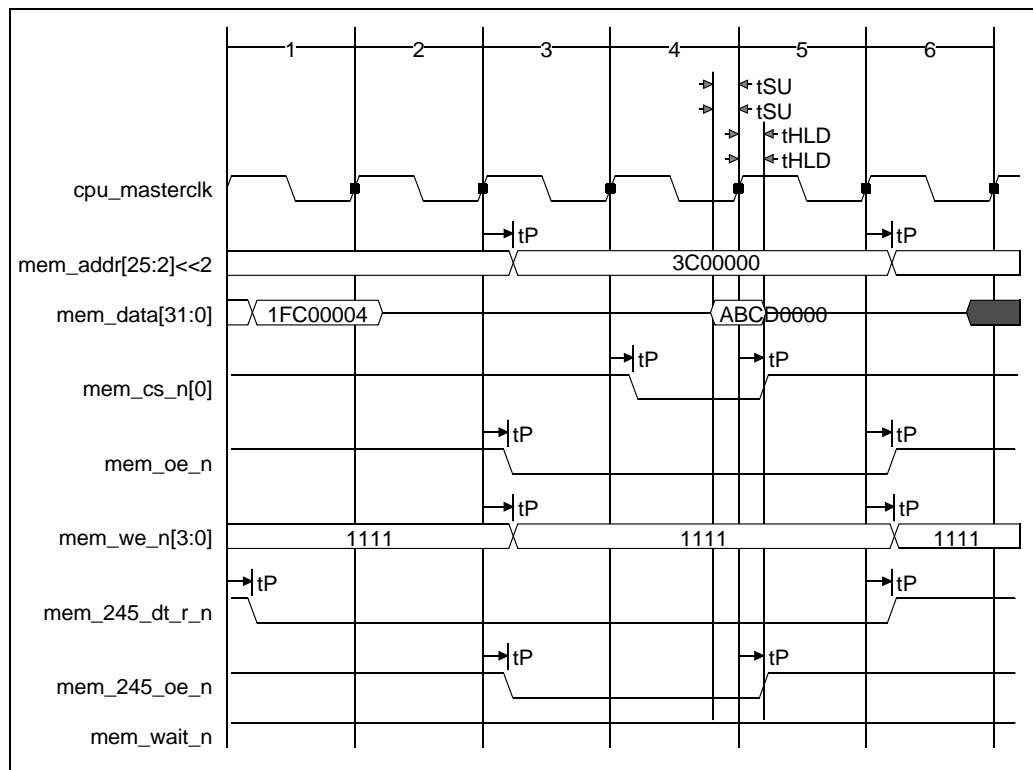 1 2 3 4 5 6
tSU
tSU
tHLD
tHLD
cpu_masterclk
tP tP
mem_addr[25:2]<<2 3C00000
mem_data[31:0] 1FC00004 ABCD0000
tP tP
mem_cs_n[0]
tP tP
mem_oe_n
tP tP
mem_we_n[3:0] 1111 1111 1111
tP tP
mem_245_dt_r_n
tP tP
mem_245_oe_n
mem_wait_n